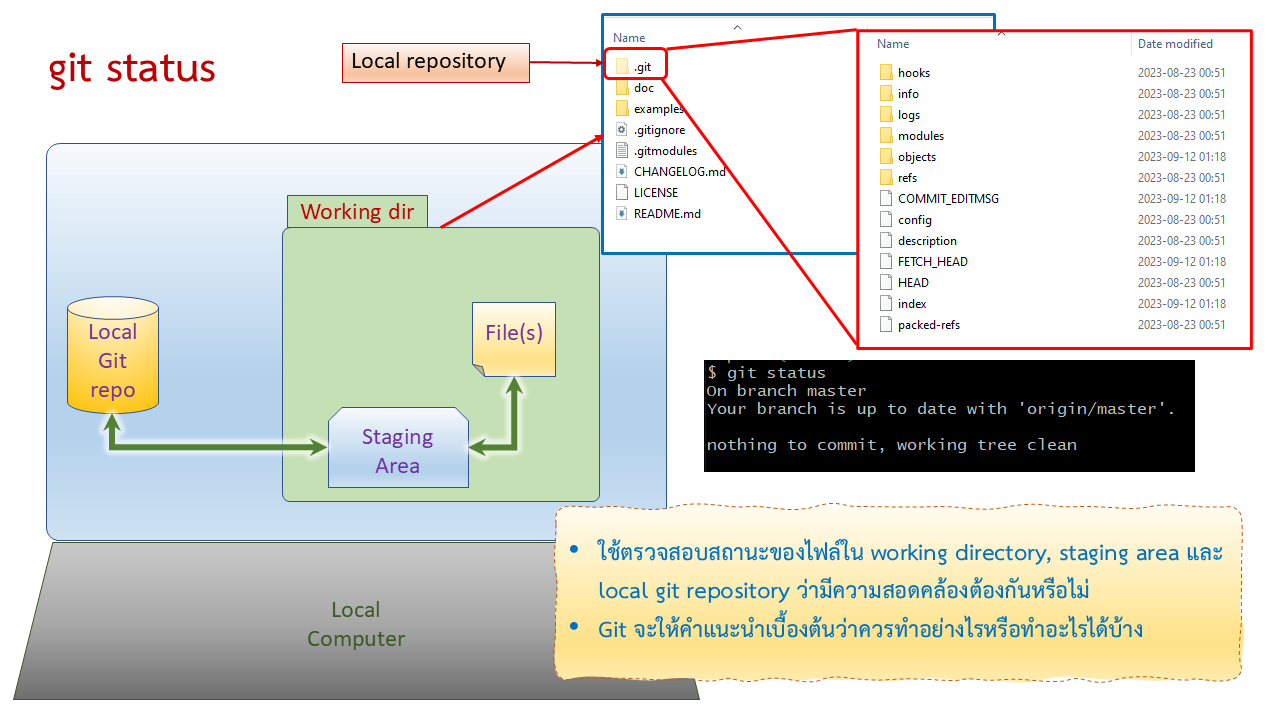 git status
Local repository
Name
.git
doc
examples
.gitignore
.gitmodules
CHANGELOG.md
LICENSE
README.md
Name Date modified
hooks 2023-08-23 00:51
info 2023-08-23 00:51
logs 2023-08-23 00:51
modules 2023-08-23 00:51
objects 2023-09-12 01:18
refs 2023-08-23 00:51
COMMIT_EDITMSG 2023-09-12 01:18
config 2023-08-23 00:51
description 2023-08-23 00:51
FETCH_HEAD 2023-09-12 01:18
HEAD 2023-08-23 00:51
index 2023-09-12 01:18
packed-refs 2023-08-23 00:51
Working dir
Local
Git
repo
File(s)
Staging
Area
Local
Computer
$ git status
On branch master
Your branch is up to date with 'origin/master'.
nothing to commit, working tree clean
• ใช้ตรวจสอบสถานะของไฟล์ใน working directory, staging area และ
local git repository ว่ามีความสอดคล้องต้องกันหรือไม่
• Git จะให้คำแนะนำเบื้องต้นว่าควรทำอย่างไรหรือทำอะไรได้บ้าง